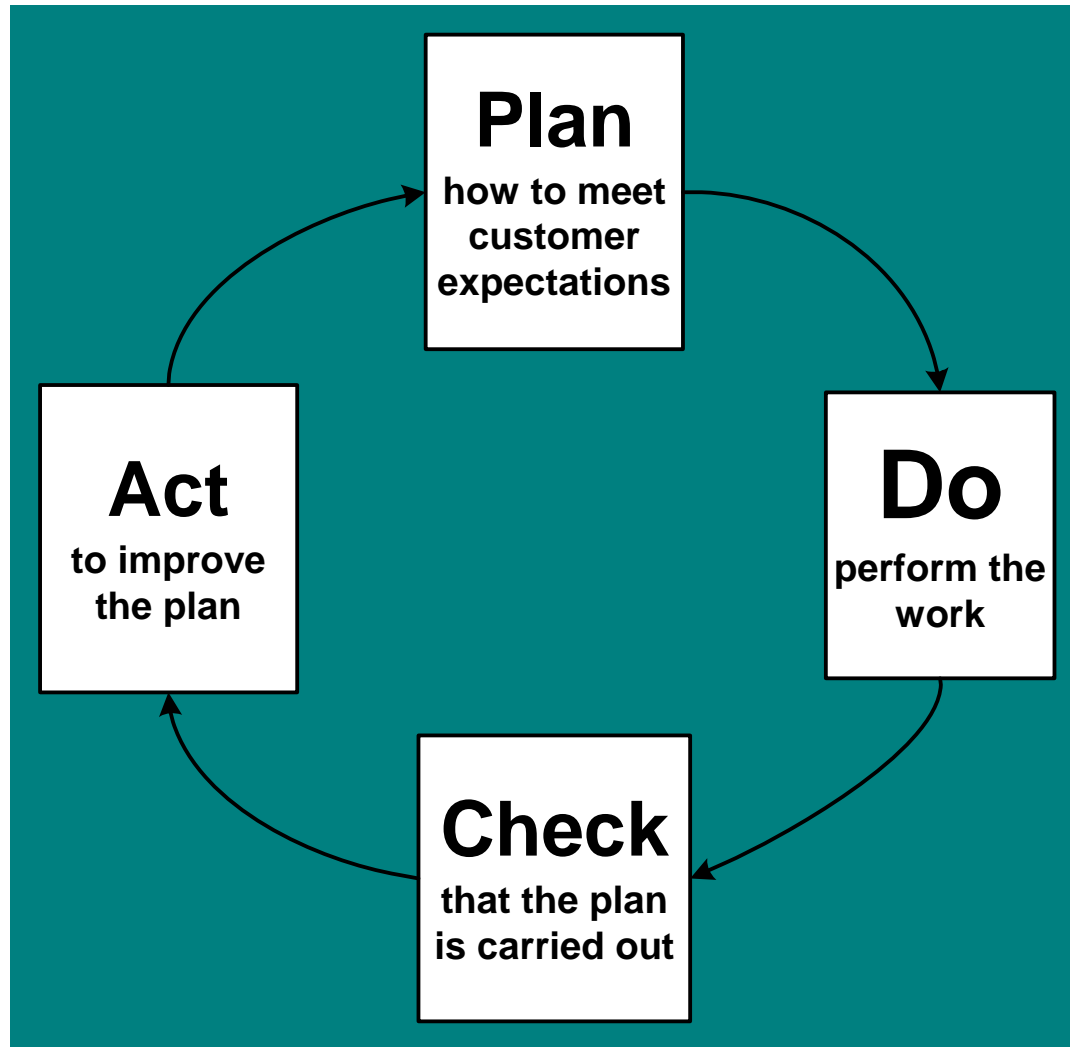 Plan
how to meet
customer
expectations
Do
perform the
work
Check
that the plan
is carried out
Act
to improve
the plan